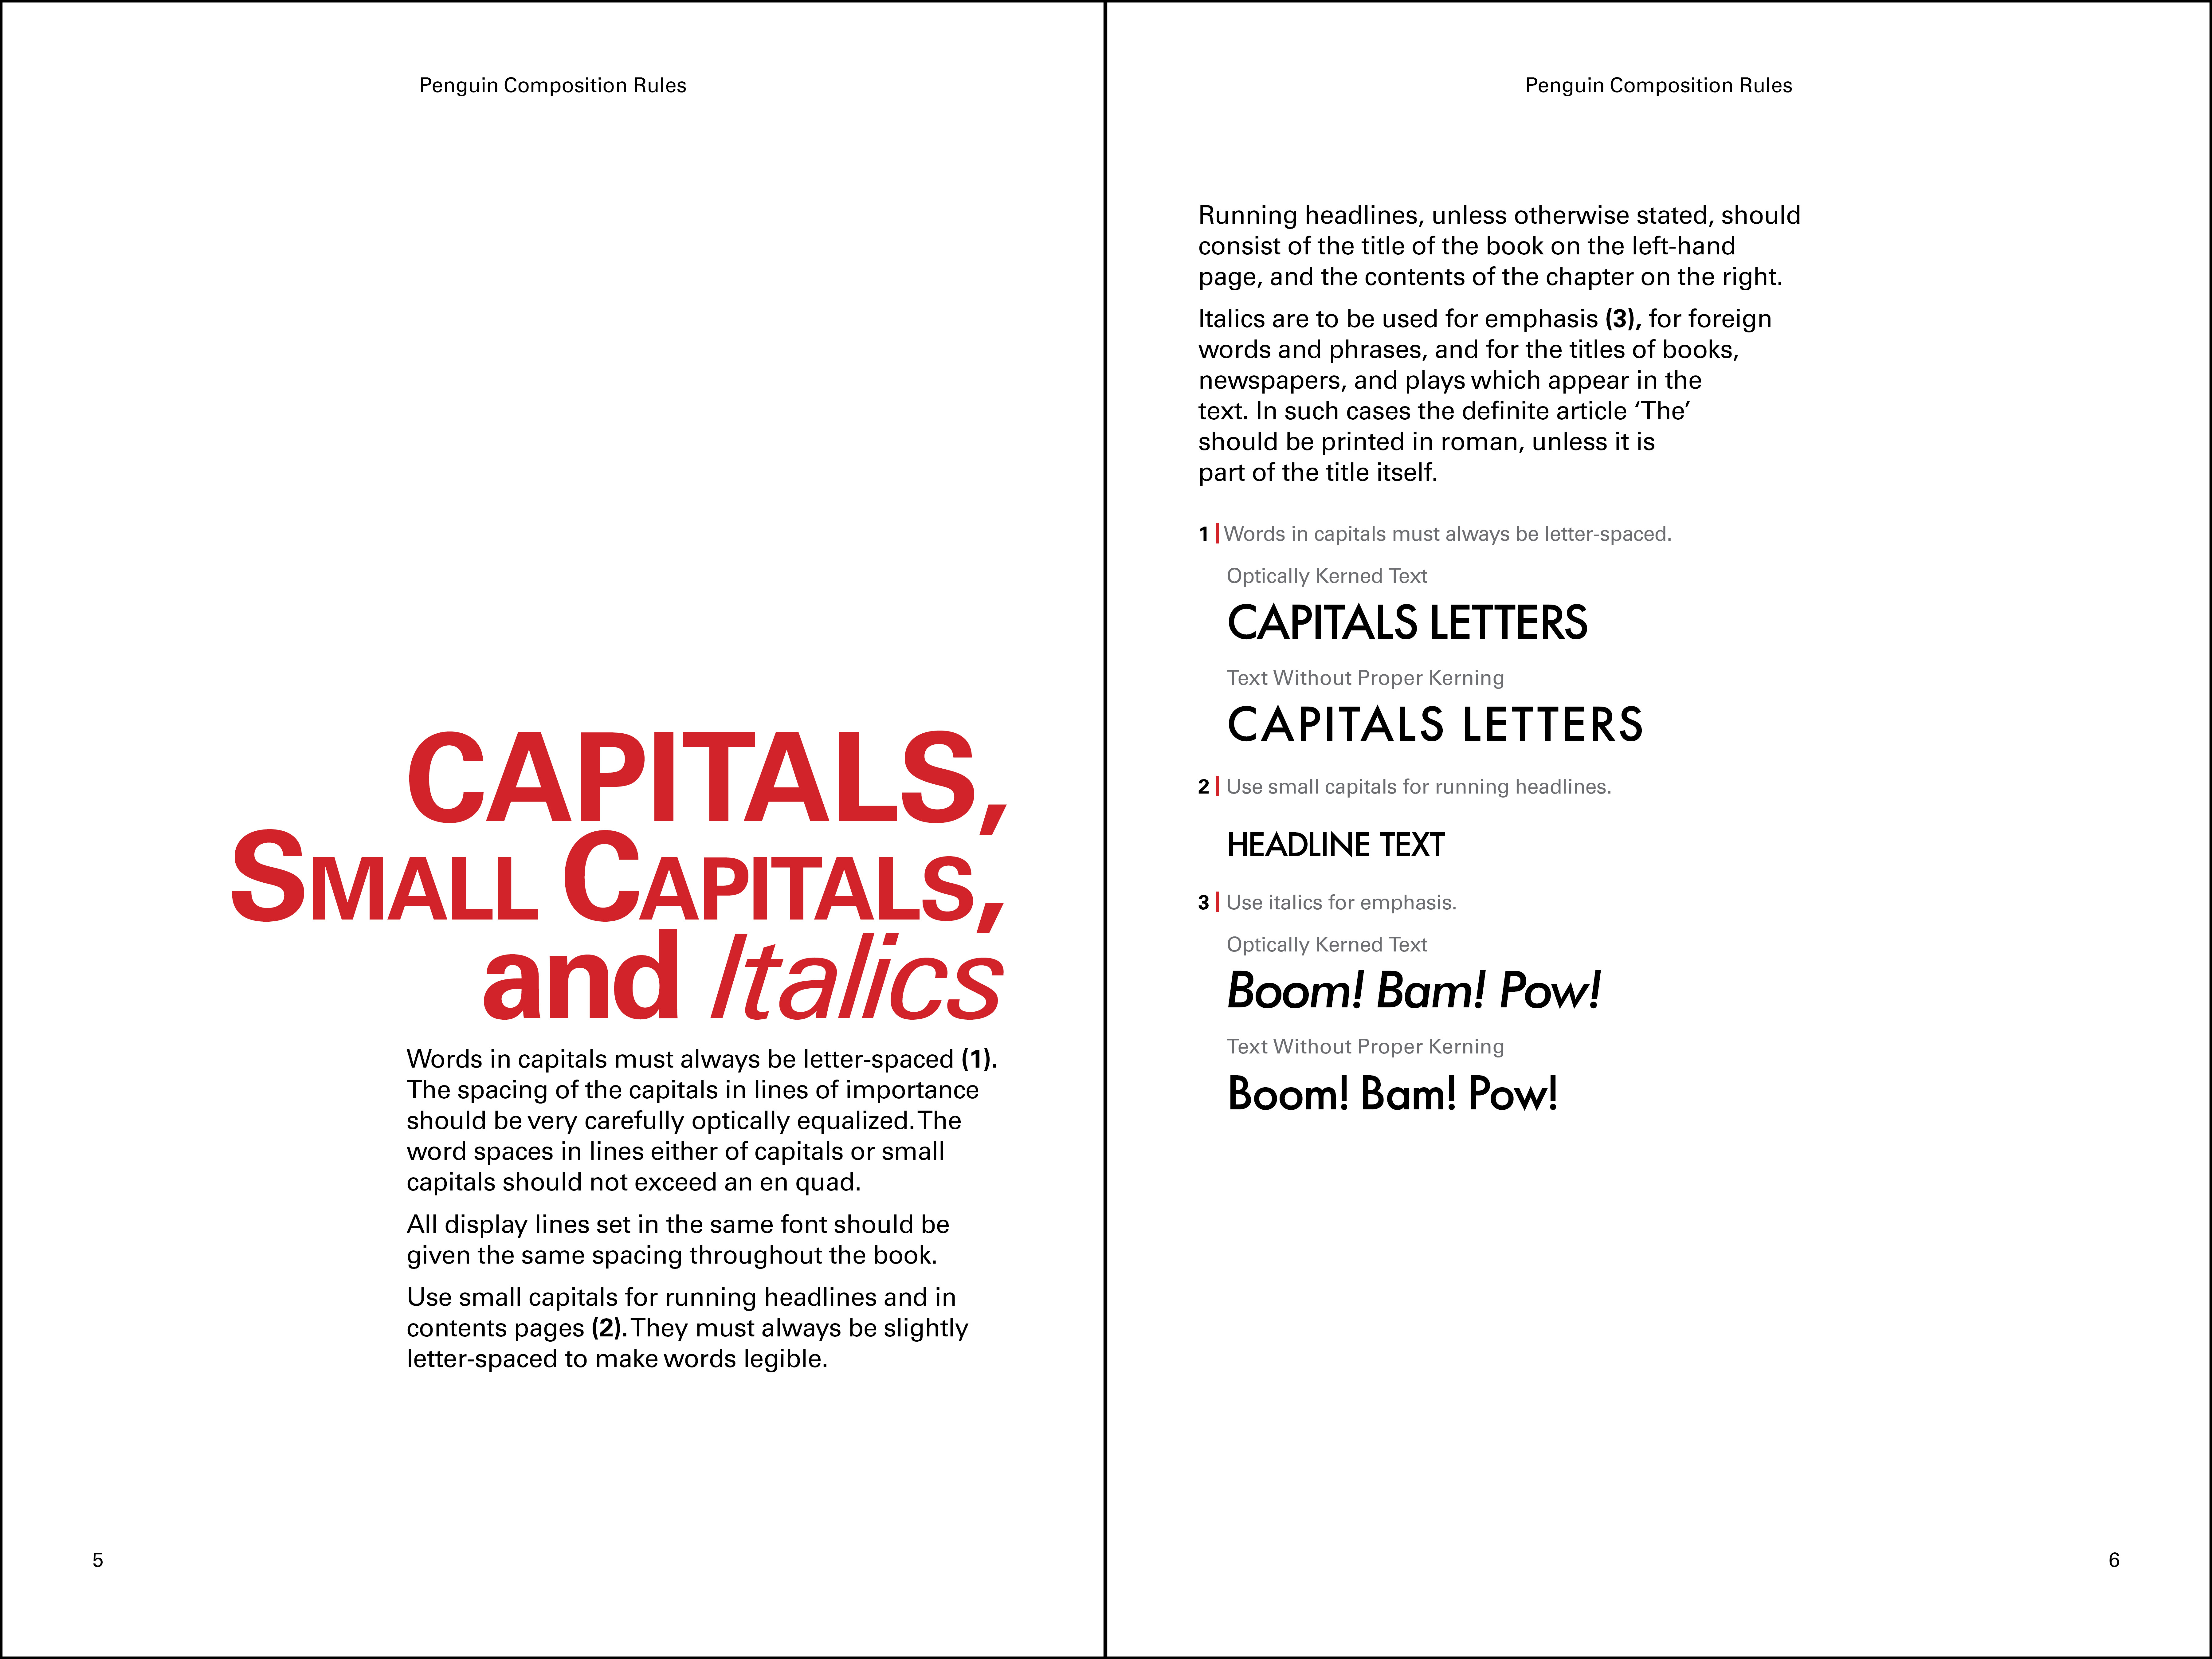 Penguin Composition Rules
CAPITALS,
SMALL CAPITALS,
and Italics
Words in capitals must always be letter-spaced (1).
The spacing of the capitals in lines of importance
should be very carefully optically equalized. The
word spaces in lines either of capitals or small
capitals should not exceed an en quad.
All display lines set in the same font should be
given the same spacing throughout the book.
Use small capitals for running headlines and in
contents pages (2). They must always be slightly
letter-spaced to make words legible.
5
Penguin Composition Rules
Running headlines, unless otherwise stated, should
consist of the title of the book on the left-hand
page, and the contents of the chapter on the right.
Italics are to be used for emphasis (3), for foreign
words and phrases, and for the titles of books,
newspapers, and plays which appear in the
text. In such cases the definite article ‘The’
should be printed in roman, unless it is
part of the title itself.
1 | Words in capitals must always be letter-spaced.
Optically Kerned Text
CAPITALS LETTERS
Text Without Proper Kerning
CAPITALS LETTERS
2 | Use small capitals for running headlines.
HEADLINE TEXT
3 | Use italics for emphasis.
Optically Kerned Text
Boom! Bam! Pow!
Text Without Proper Kerning
Boom! Bam! Pow!
6